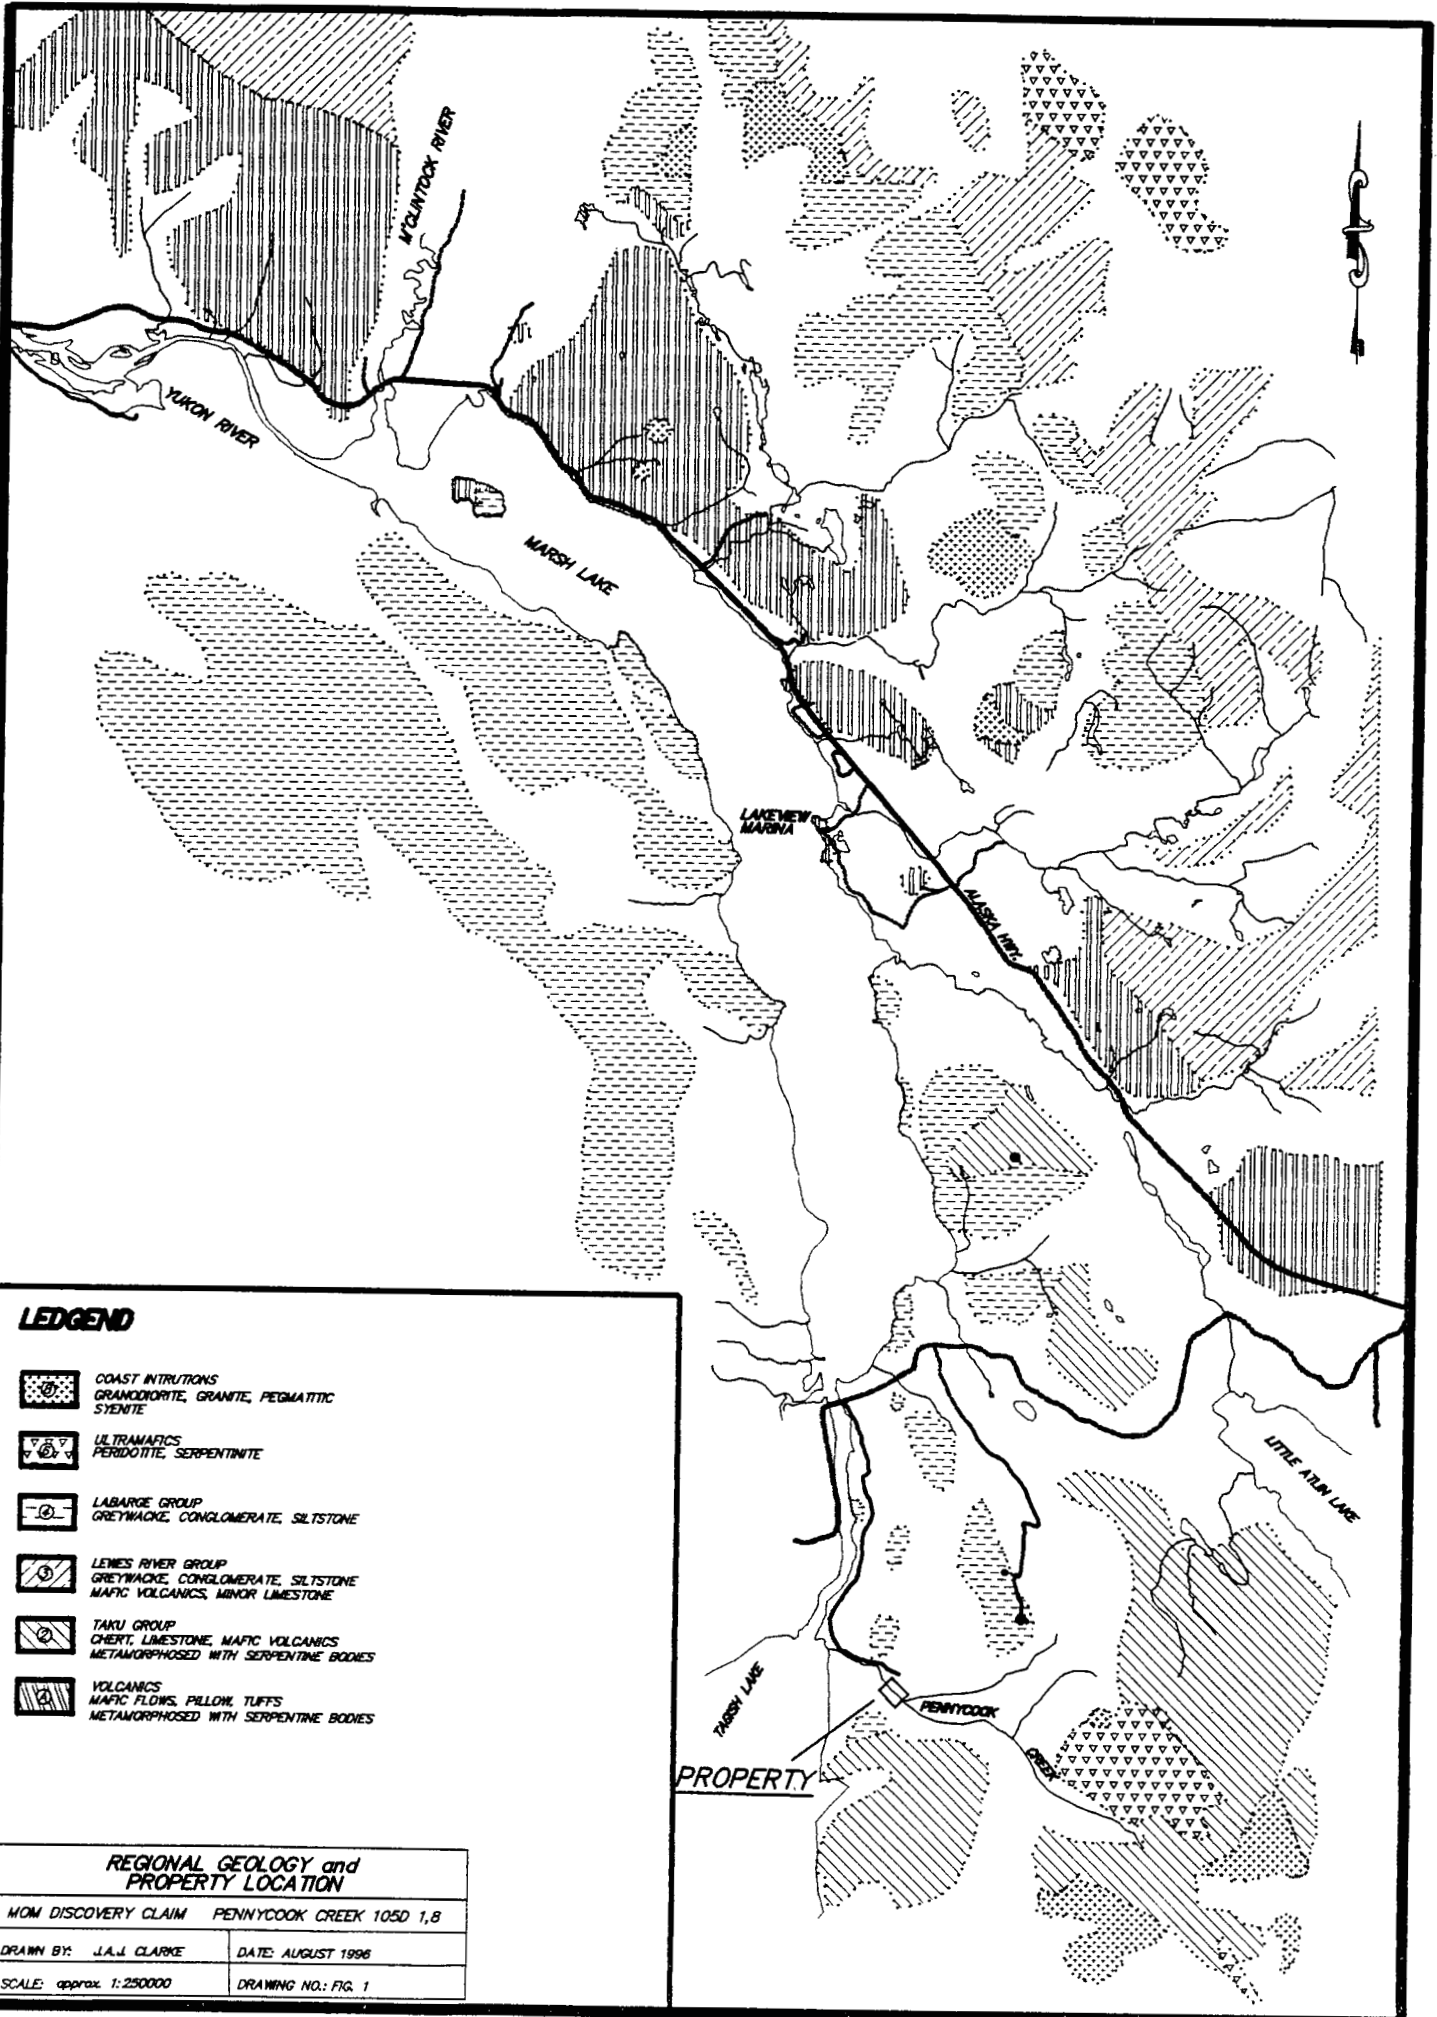 M'CLINTOCK RIVER
YUKON RIVER
MARSH LAKE
LAKEVIEW
MARINA
ALASKA HWY.
LITTLE ATLIN LAKE
TAGISH LAKE
PENNYCOOK
CREEK
PROPERTY
LEDGEND
COAST INTRUTIONS
GRANODIORITE, GRANITE, PEGMATITIC
SYENITE
ULTRAMAFICS
PERIDOTITE, SERPENTINITE
4
LABARGE GROUP
GREYWACKE, CONGLOMERATE, SILTSTONE
3
LEWES RIVER GROUP
GREYWACKE, CONGLOMERATE, SILTSTONE
MAFIC VOLCANICS, MINOR LIMESTONE
2
TAKU GROUP
CHERT, LIMESTONE, MAFIC VOLCANICS
METAMORPHOSED WITH SERPENTINE BODIES
1
VOLCANICS
MAFIC FLOWS, PILLOW, TUFFS
METAMORPHOSED WITH SERPENTINE BODIES
REGIONAL GEOLOGY and
PROPERTY LOCATION
MOM DISCOVERY CLAIM PENNYCOOK CREEK 105D 1,8
DRAWN BY: J.A.J. CLARKE DATE: AUGUST 1996
SCALE: approx. 1:250000 DRAWING NO.: FIG. 1